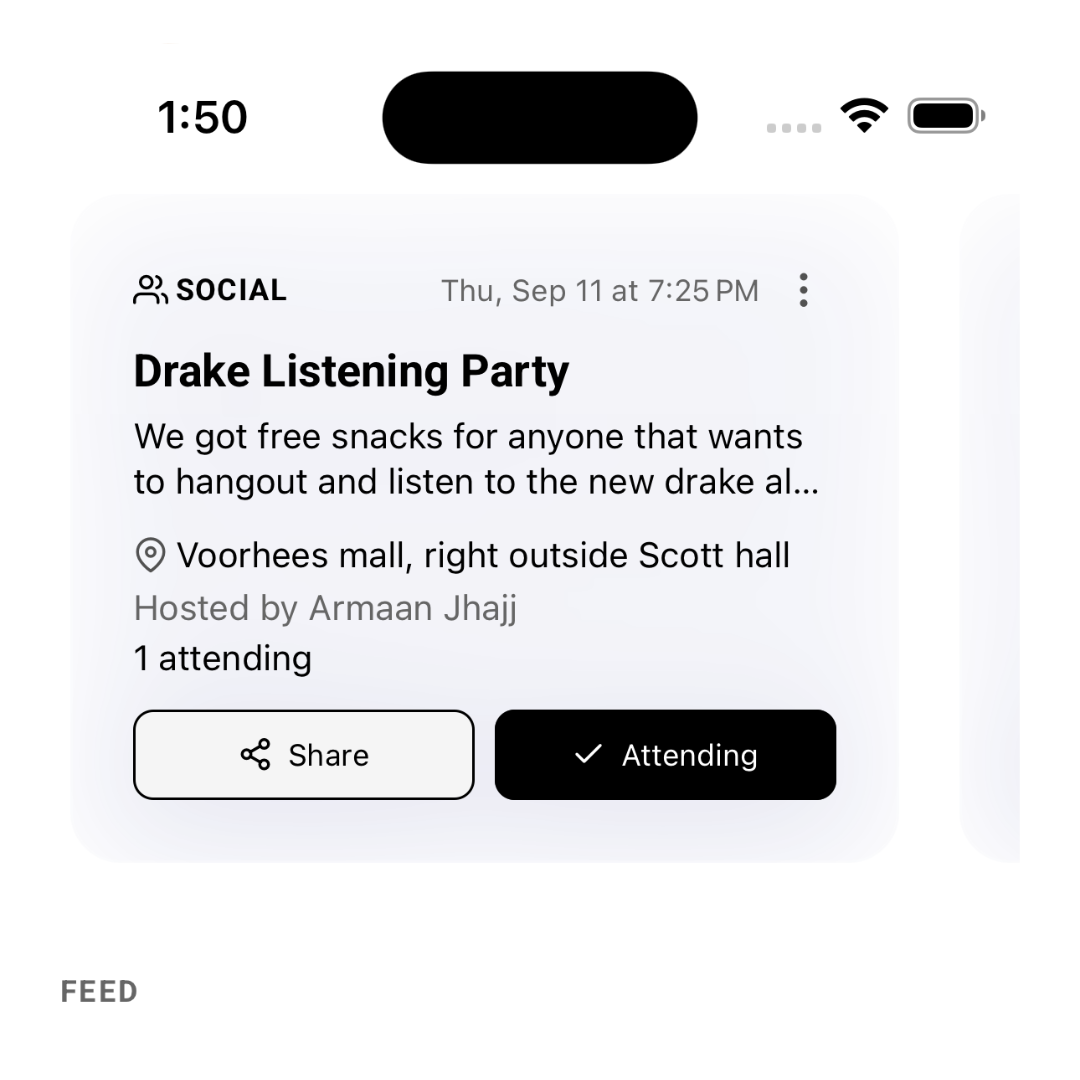 1:50
SOCIAL
Thu, Sep 11 at 7:25 PM
Drake Listening Party
We got free snacks for anyone that wants
to hangout and listen to the new drake al...
Voorhees mall, right outside Scott hall
Hosted by Armaan Jhajj
1 attending
Share
Attending
FEED